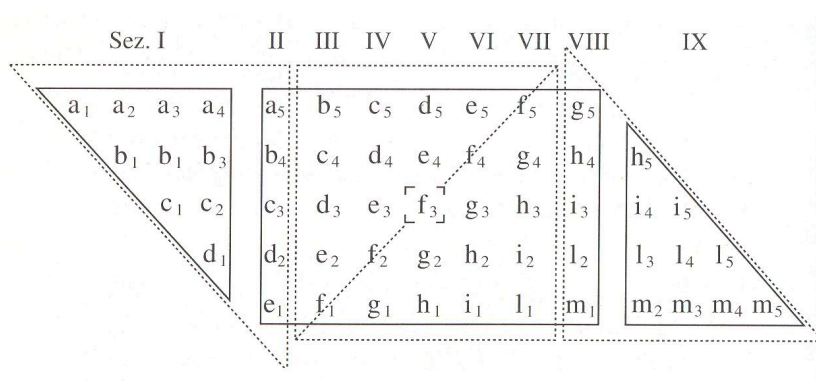 Sez. I II III IV V VI VII VIII IX
a₁ a₂ a₃ a₄ a₅ b₅ c₅ d₅ e₅ f₅ g₅
b₁ b₁ b₃ b₄ c₄ d₄ e₄ f₄ g₄ h₄ h₅
c₁ c₂ c₃ d₃ e₃ f₃ g₃ h₃ i₃ i₄ i₅
d₁ d₂ e₂ f₂ g₂ h₂ i₂ l₂ l₃ l₄ l₅
e₁ f₁ g₁ h₁ i₁ l₁ m₁ m₂ m₃ m₄ m₅